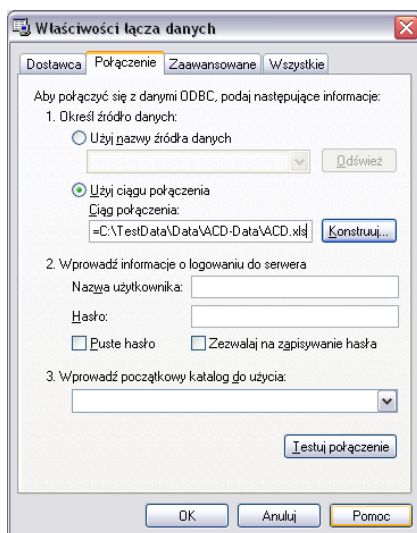 Właściwości łącza danych
Dostawca Połączenie Zaawansowane Wszystkie
Aby połączyć się z danymi ODBC, podaj następujące informacje:
1. Określ źródło danych:
Użyj nazwy źródła danych
Odśwież
Użyj ciągu połączenia
Ciąg połączenia:
=C:\TestData\Data\ACD-Data\ACD.xls Konstruuj...
2. Wprowadź informacje o logowaniu do serwera
Nazwa użytkownika:
Hasło:
Puste hasło Zezwalaj na zapisywanie hasła
3. Wprowadź początkowy katalog do użycia:
Testuj połączenie
OK Anuluj Pomoc